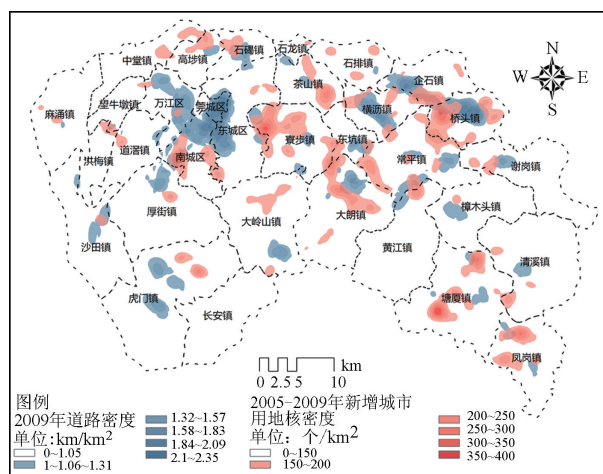 N
W E
S
中堂镇
高埗镇
石碣镇
石龙镇
石排镇
茶山镇
企石镇
麻涌镇
望牛墩镇
万江区
莞城区
东城区
横沥镇
桥头镇
洪梅镇
道滘镇
南城区
寮步镇
东坑镇
常平镇
谢岗镇
厚街镇
大岭山镇
大朗镇
樟木头镇
沙田镇
黄江镇
清溪镇
虎门镇
长安镇
塘厦镇
凤岗镇
km
0 2.5 5 10
图例
2009年道路密度
单位:km/km²
0~1.05
1~1.06~1.31
1.32~1.57
1.58~1.83
1.84~2.09
2.1~2.35
2005-2009年新增城市
用地核密度
单位：个/km²
0~150
150~200
200~250
250~300
300~350
350~400